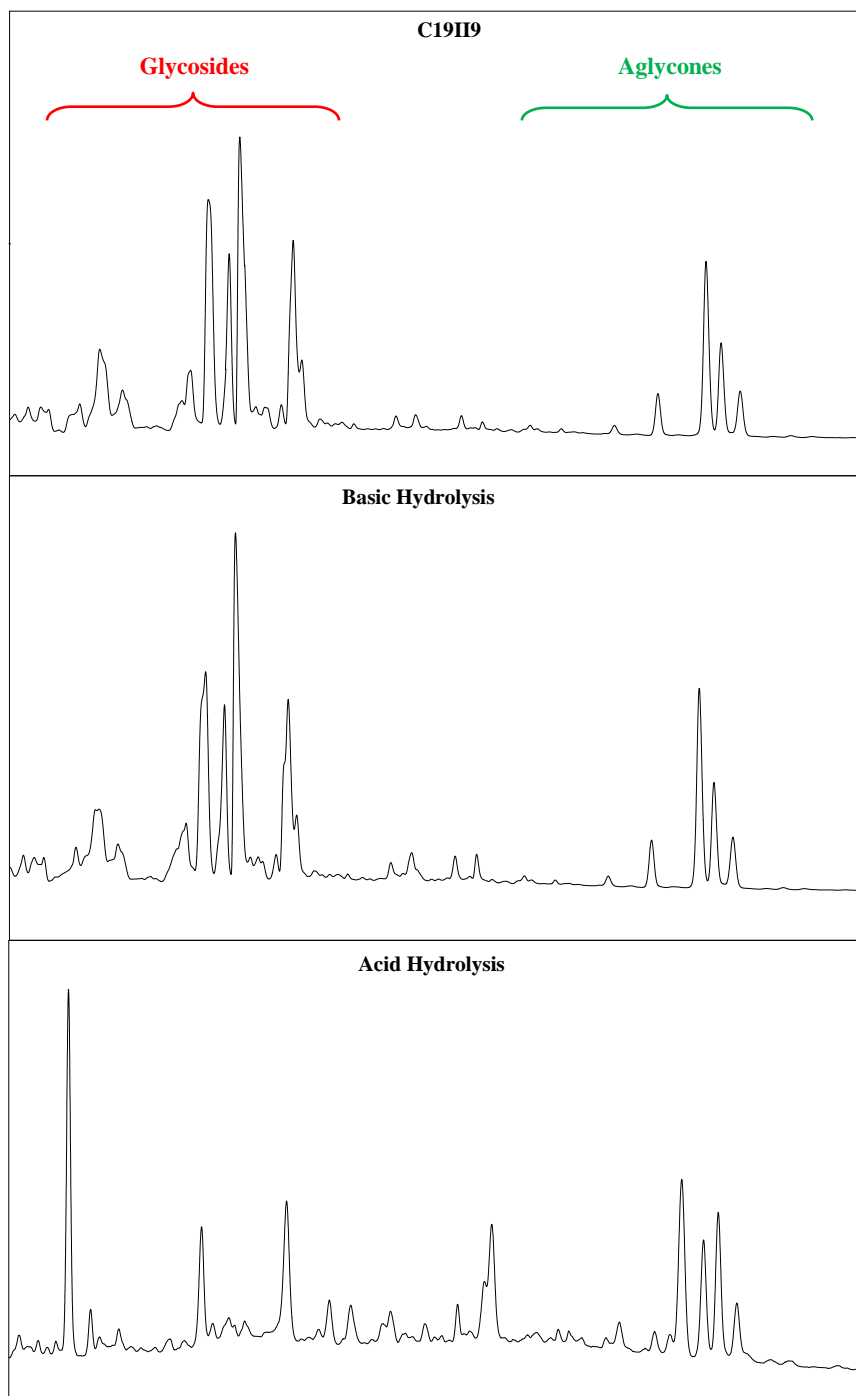 C19II9
Glycosides
Aglycones
Basic Hydrolysis
Acid Hydrolysis